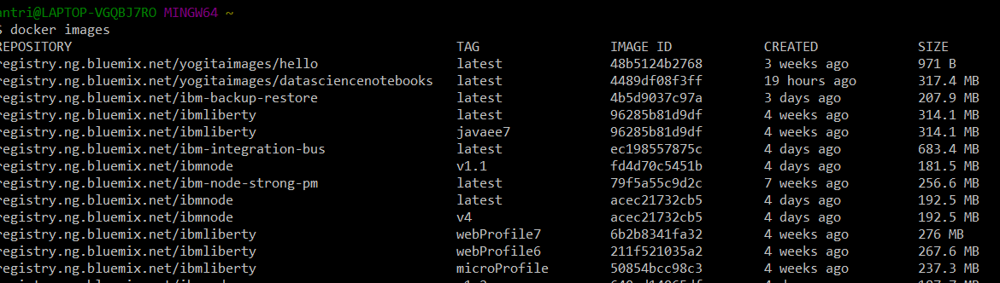 antri@LAPTOP-VGQBJ7RO MINGW64 ~
$ docker images
REPOSITORY TAG IMAGE ID CREATED SIZE
registry.ng.bluemix.net/yogitaimages/hello latest 48b5124b2768 3 weeks ago 971 B
registry.ng.bluemix.net/yogitaimages/datasciencenotebooks latest 4489df08f3ff 19 hours ago 317.4 MB
registry.ng.bluemix.net/ibm-backup-restore latest 4b5d9037c97a 3 days ago 207.9 MB
registry.ng.bluemix.net/ibmliberty latest 96285b81d9df 4 weeks ago 314.1 MB
registry.ng.bluemix.net/ibmliberty javaee7 96285b81d9df 4 weeks ago 314.1 MB
registry.ng.bluemix.net/ibm-integration-bus latest ec198557875c 4 days ago 683.4 MB
registry.ng.bluemix.net/ibmnode v1.1 fd4d70c5451b 4 days ago 181.5 MB
registry.ng.bluemix.net/ibm-node-strong-pm latest 79f5a55c9d2c 7 weeks ago 256.6 MB
registry.ng.bluemix.net/ibmnode latest acec21732cb5 4 days ago 192.5 MB
registry.ng.bluemix.net/ibmnode v4 acec21732cb5 4 days ago 192.5 MB
registry.ng.bluemix.net/ibmliberty webProfile7 6b2b8341fa32 4 weeks ago 276 MB
registry.ng.bluemix.net/ibmliberty webProfile6 211f521035a2 4 weeks ago 267.6 MB
registry.ng.bluemix.net/ibmliberty microProfile 50854bcc98c3 4 weeks ago 237.3 MB